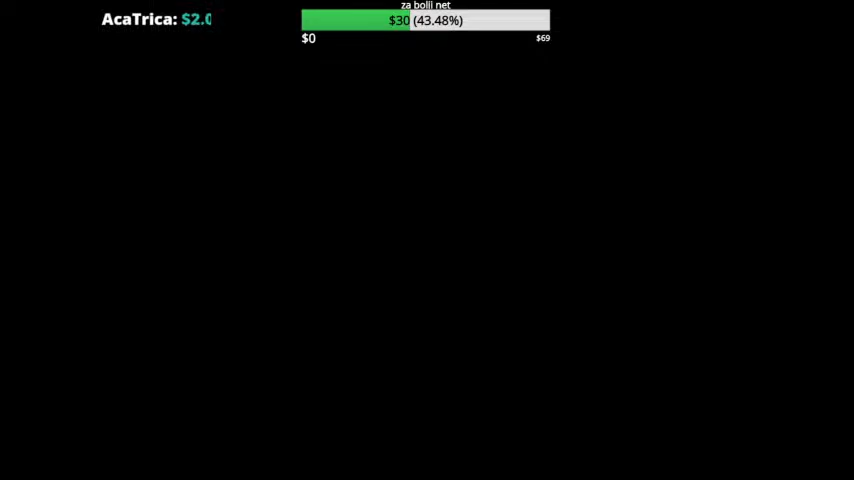 za bolji net
AcaTrica: $2.0
$30 (43.48%)
$0 $69